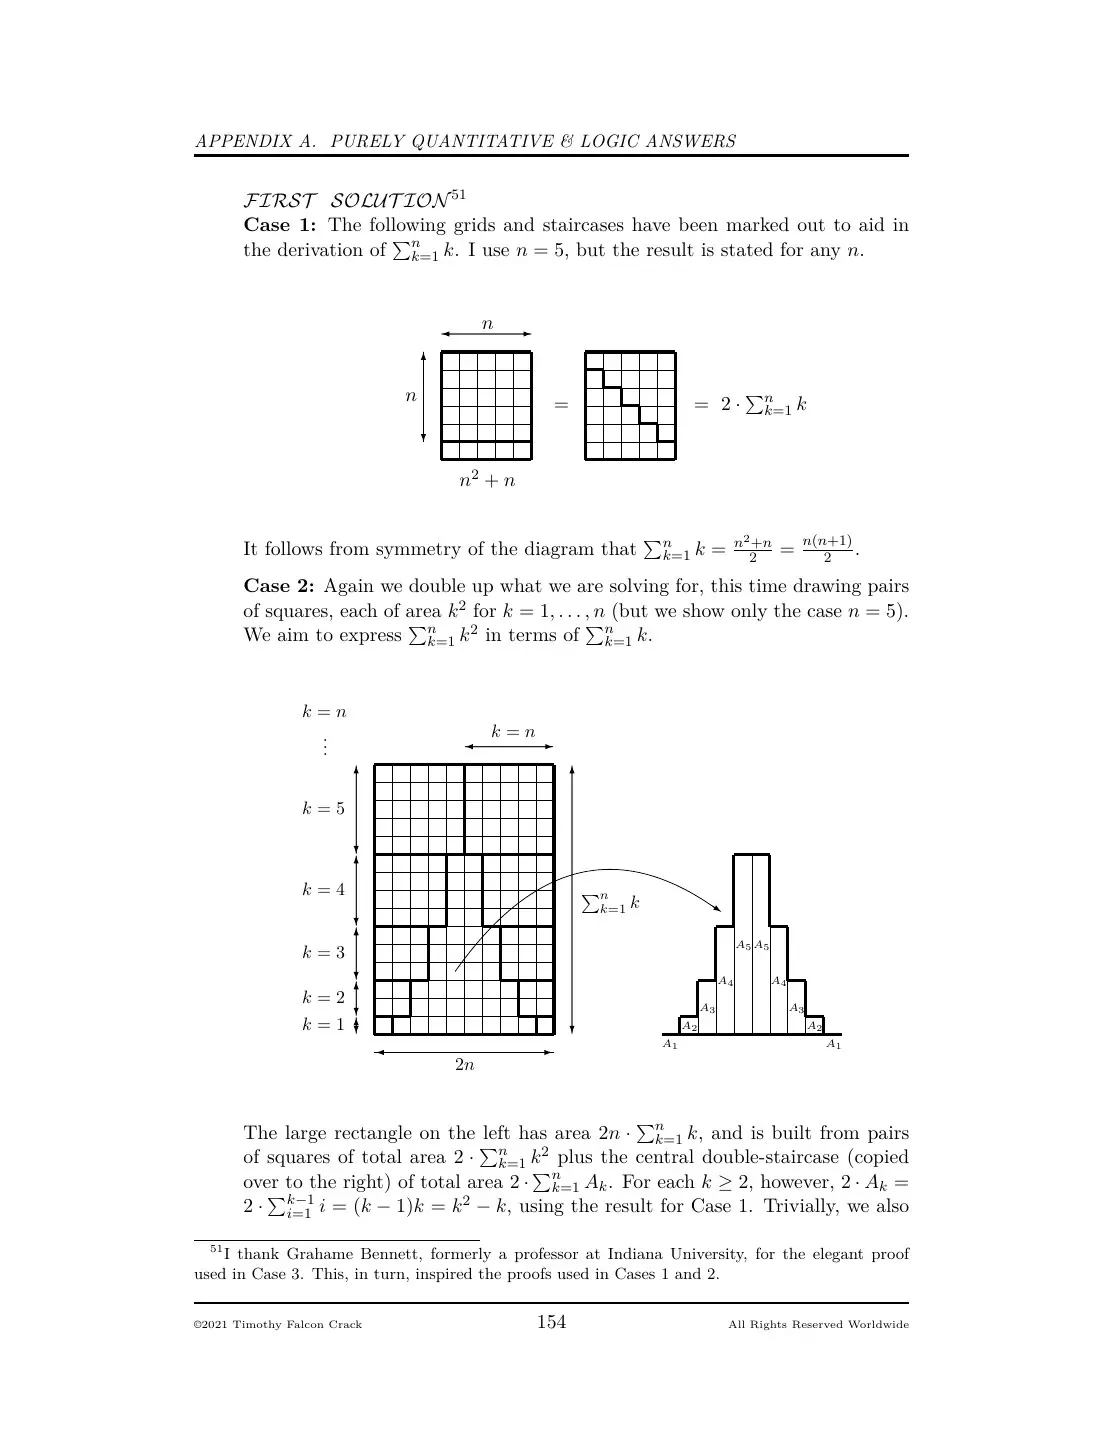 APPENDIX A. PURELY QUANTITATIVE & LOGIC ANSWERS
FIRST SOLUTION⁵¹
Case 1: The following grids and staircases have been marked out to aid in
the derivation of ∑ⁿₖ₌₁ k. I use n = 5, but the result is stated for any n.
n
n
=
= 2 · ∑ⁿₖ₌₁ k
n² + n
It follows from symmetry of the diagram that ∑ⁿₖ₌₁ k = (n²+n)/2 = n(n+1)/2.
Case 2: Again we double up what we are solving for, this time drawing pairs
of squares, each of area k² for k = 1, . . . , n (but we show only the case n = 5).
We aim to express ∑ⁿₖ₌₁ k² in terms of ∑ⁿₖ₌₁ k.
k = n
⋮
k = n
k = 5
k = 4
∑ⁿₖ₌₁ k
k = 3
k = 2
k = 1
2n
A₅ A₅
A₄ A₄
A₃ A₃
A₂ A₂
A₁ A₁
The large rectangle on the left has area 2n · ∑ⁿₖ₌₁ k, and is built from pairs
of squares of total area 2 · ∑ⁿₖ₌₁ k² plus the central double-staircase (copied
over to the right) of total area 2 · ∑ⁿₖ₌₁ Aₖ. For each k ≥ 2, however, 2 · Aₖ =
2 · ∑ᵏ⁻¹ᵢ₌₁ i = (k − 1)k = k² − k, using the result for Case 1. Trivially, we also
⁵¹I thank Grahame Bennett, formerly a professor at Indiana University, for the elegant proof
used in Case 3. This, in turn, inspired the proofs used in Cases 1 and 2.
©2021 Timothy Falcon Crack 154 All Rights Reserved Worldwide